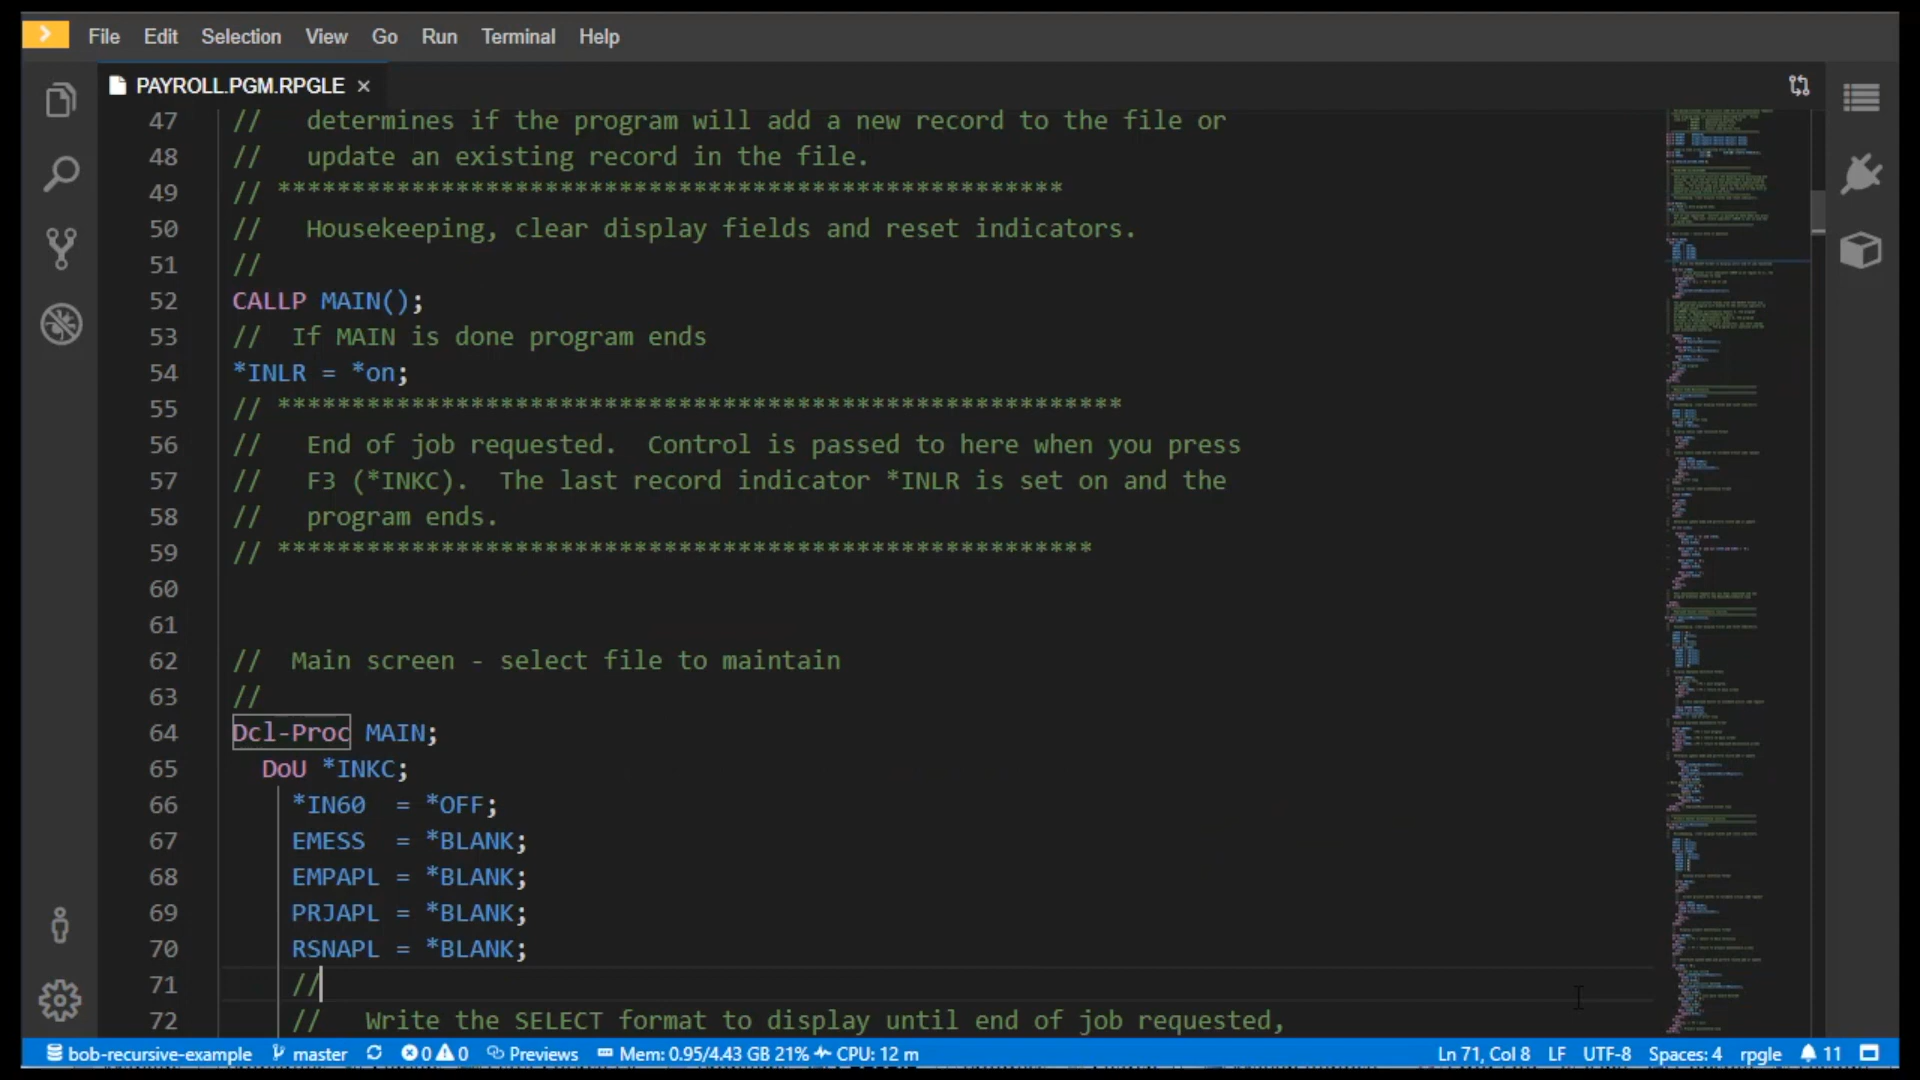 File Edit Selection View Go Run Terminal Help
PAYROLL.PGM.RPGLE ×
47 //   determines if the program will add a new record to the file or
48 //   update an existing record in the file.
49 // *****************************************************
50 //   Housekeeping, clear display fields and reset indicators.
51 //
52 CALLP MAIN();
53 //  If MAIN is done program ends
54 *INLR = *on;
55 // *********************************************************
56 //   End of job requested.  Control is passed to here when you press
57 //   F3 (*INKC).  The last record indicator *INLR is set on and the
58 //   program ends.
59 // *******************************************************
60
61
62 //  Main screen - select file to maintain
63 //
64 Dcl-Proc MAIN;
65   DoU *INKC;
66     *IN60  = *OFF;
67     EMESS  = *BLANK;
68     EMPAPL = *BLANK;
69     PRJAPL = *BLANK;
70     RSNAPL = *BLANK;
71     //
72     //   Write the SELECT format to display until end of job requested,
bob-recursive-example master 0 0 Previews Mem: 0.95/4.43 GB 21% CPU: 12 m Ln 71, Col 8 LF UTF-8 Spaces: 4 rpgle 11